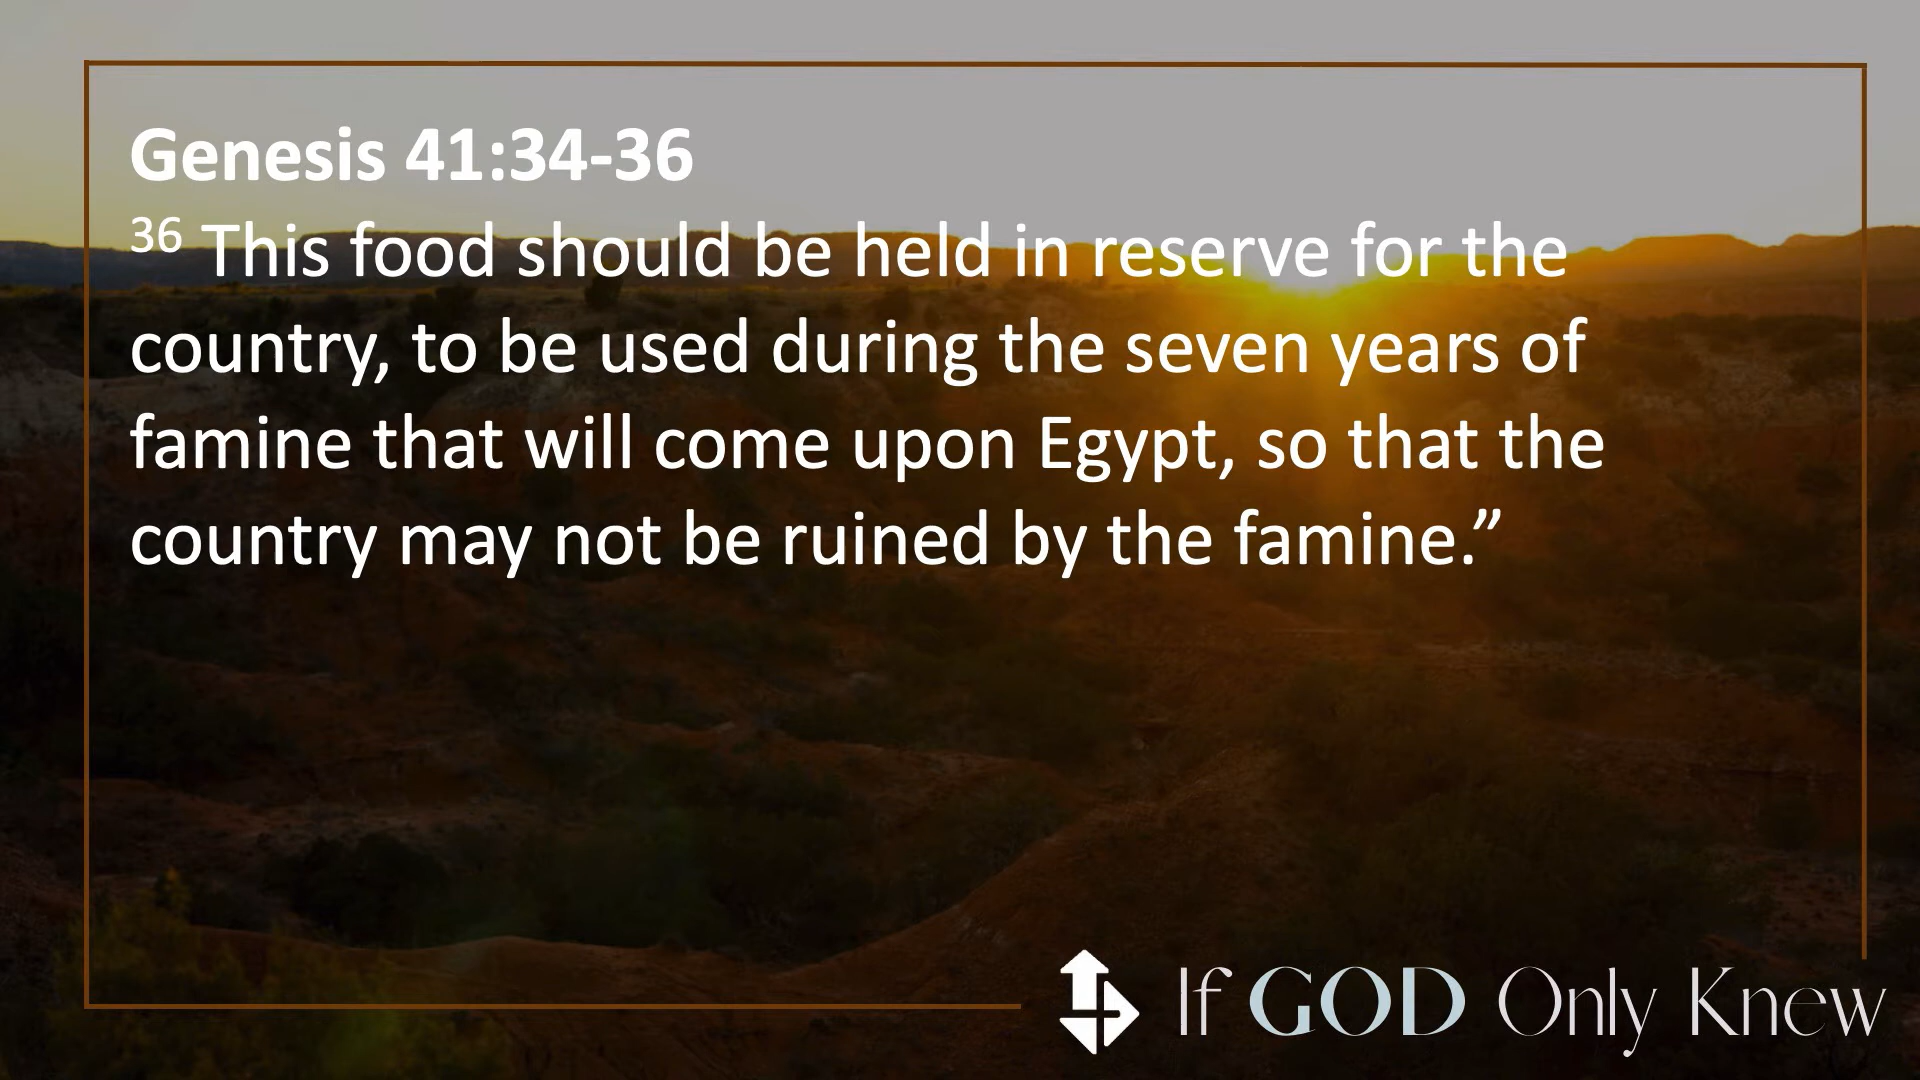 Genesis 41:34-36
36 This food should be held in reserve for the
country, to be used during the seven years of
famine that will come upon Egypt, so that the
country may not be ruined by the famine.”
If GOD Only Knew